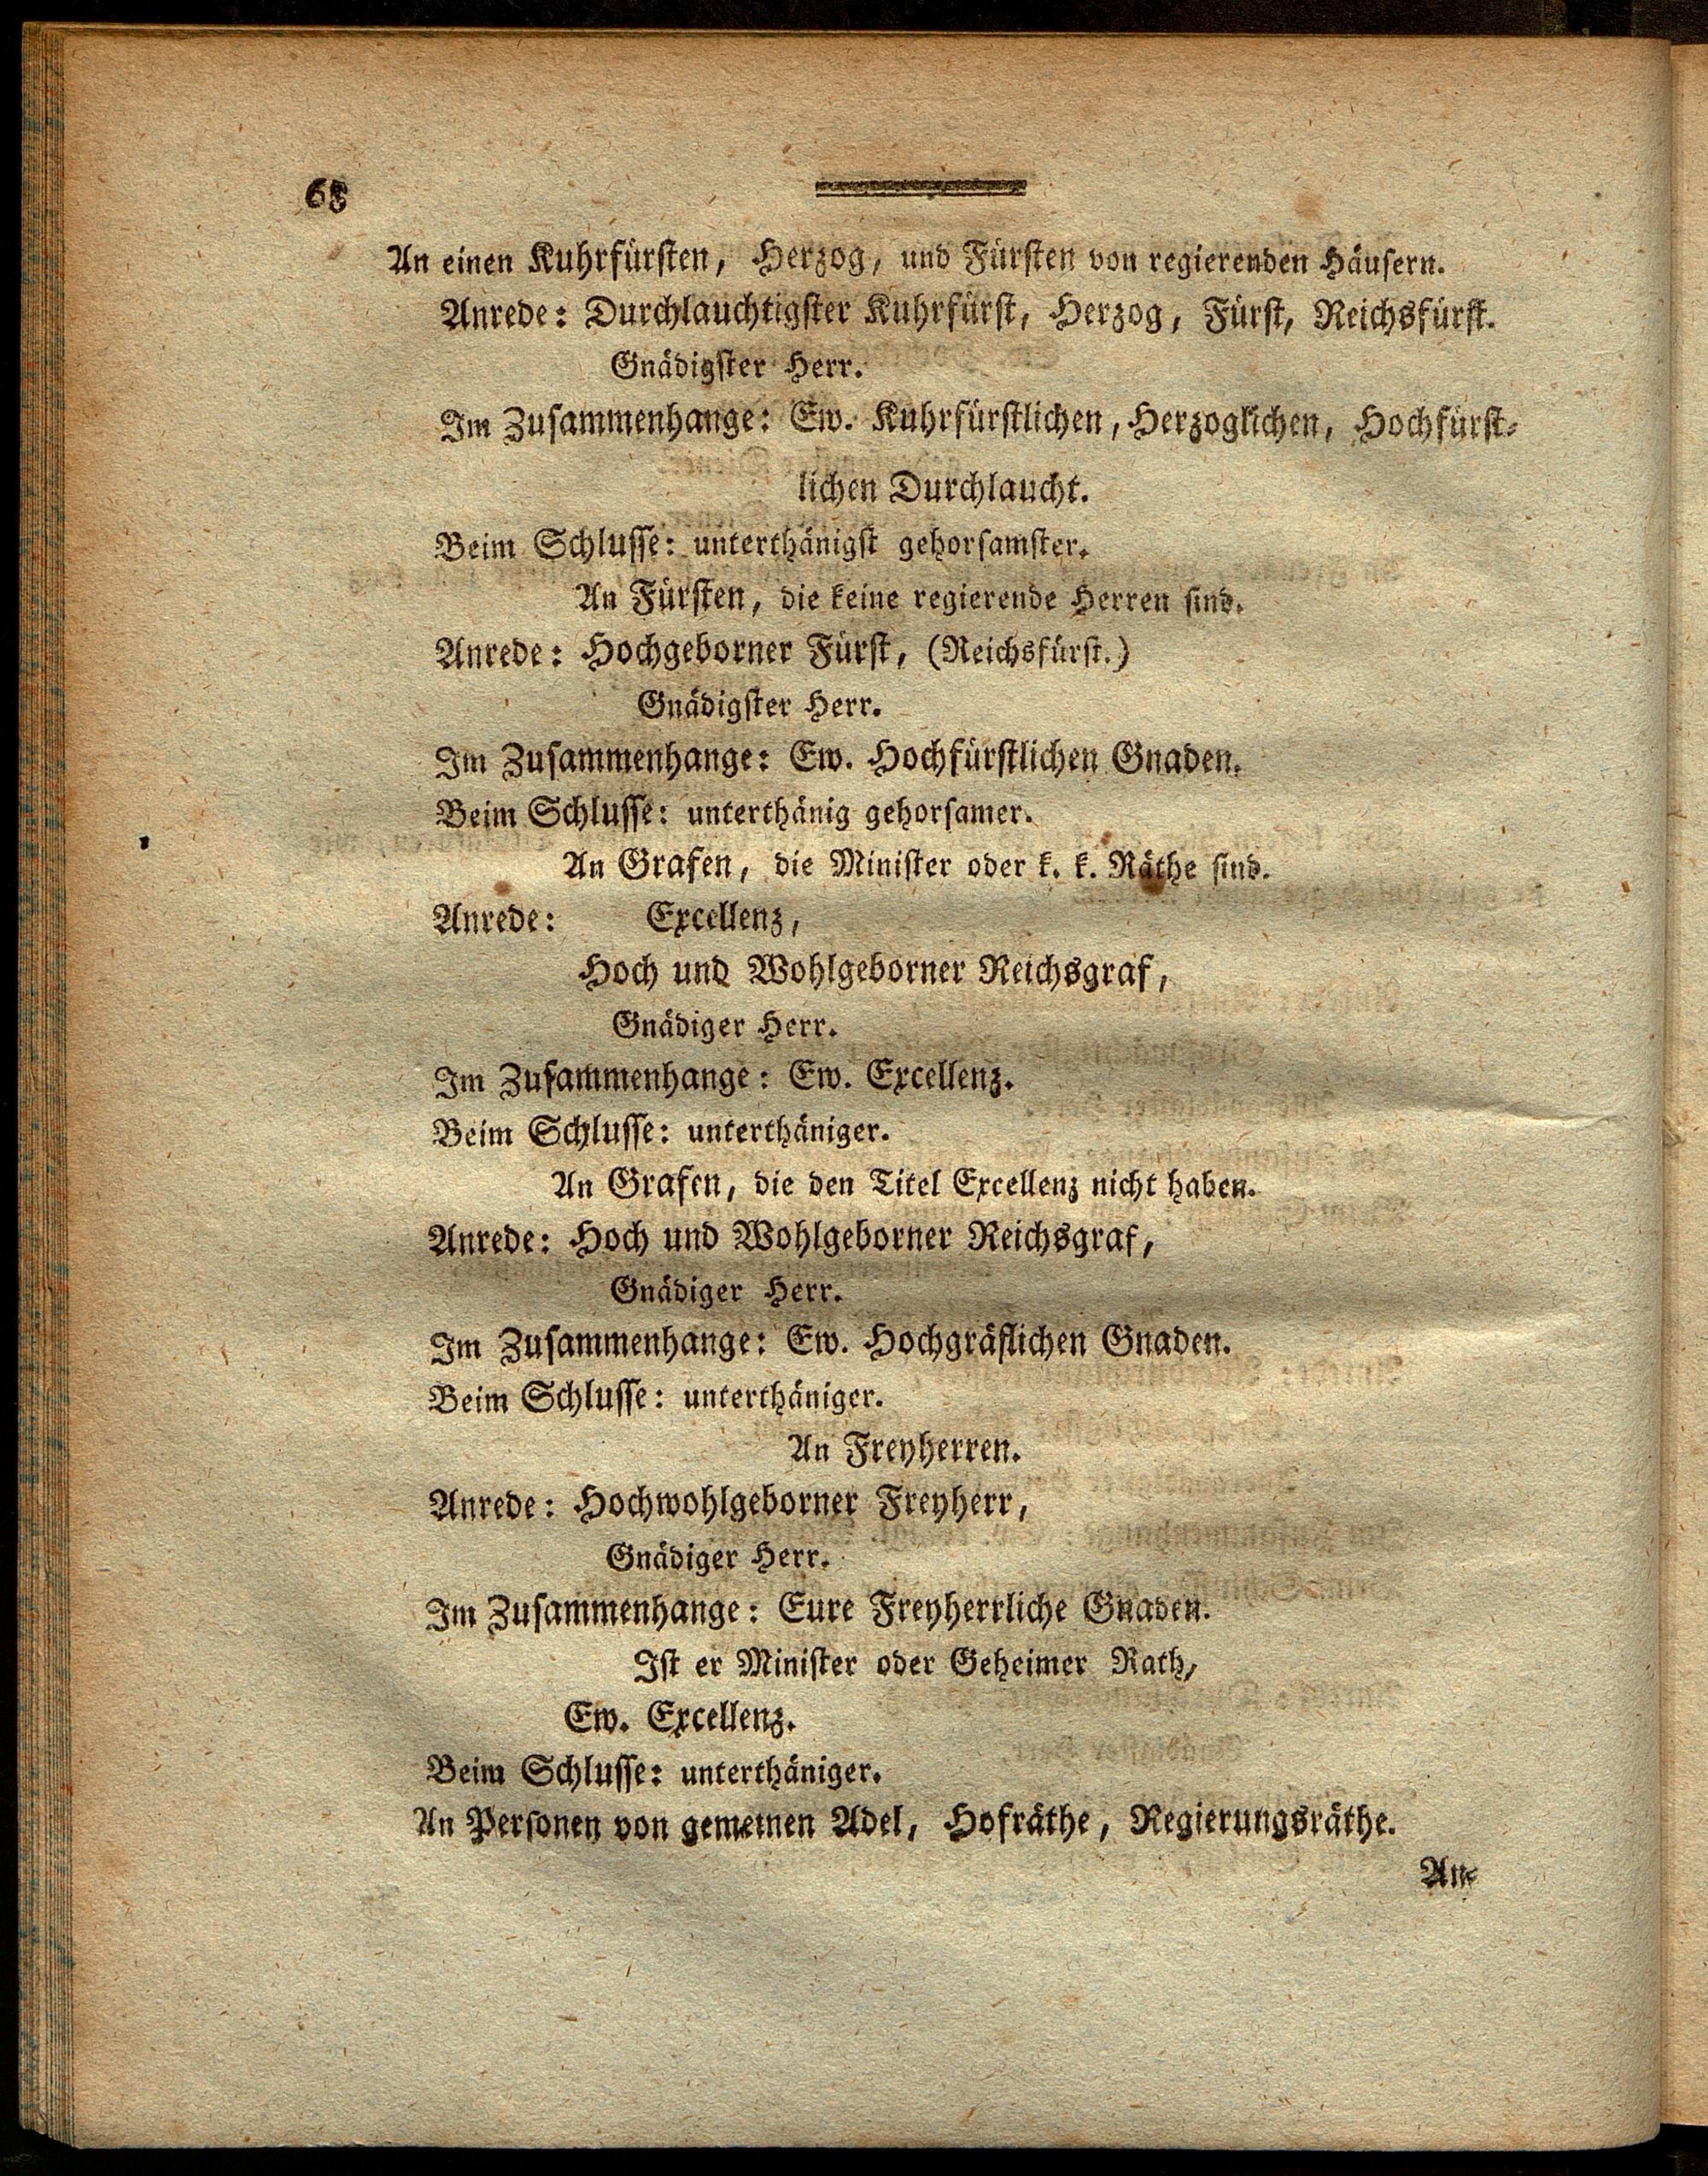 68
An einen Kuhrfürsten, Herzog, und Fürsten von regierenden Häusern.
Anrede: Durchlauchtigster Kuhrfürst, Herzog, Fürst, Reichsfürst.
Gnädigster Herr.
Im Zusammenhange: Ew. Kuhrfürstlichen, Herzoglichen, Hochfürst-
lichen Durchlaucht.
Beim Schlusse: unterthänigst gehorsamster.
An Fürsten, die keine regierende Herren sind.
Anrede: Hochgeborner Fürst, (Reichsfürst.)
Gnädigster Herr.
Im Zusammenhange: Ew. Hochfürstlichen Gnaden.
Beim Schlusse: unterthänig gehorsamer.
An Grafen, die Minister oder k. k. Räthe sind.
Anrede: Excellenz,
Hoch und Wohlgeborner Reichsgraf,
Gnädiger Herr.
Im Zusammenhange: Ew. Excellenz.
Beim Schlusse: unterthäniger.
An Grafen, die den Titel Excellenz nicht haben.
Anrede: Hoch und Wohlgeborner Reichsgraf,
Gnädiger Herr.
Im Zusammenhange: Ew. Hochgräflichen Gnaden.
Beim Schlusse: unterthäniger.
An Freyherren.
Anrede: Hochwohlgeborner Freyherr,
Gnädiger Herr.
Im Zusammenhange: Eure Freyherrliche Gnaden.
Ist er Minister oder Geheimer Rath,
Ew. Excellenz.
Beim Schlusse: unterthäniger.
An Personen von gemeinen Adel, Hofräthe, Regierungsräthe.
An-